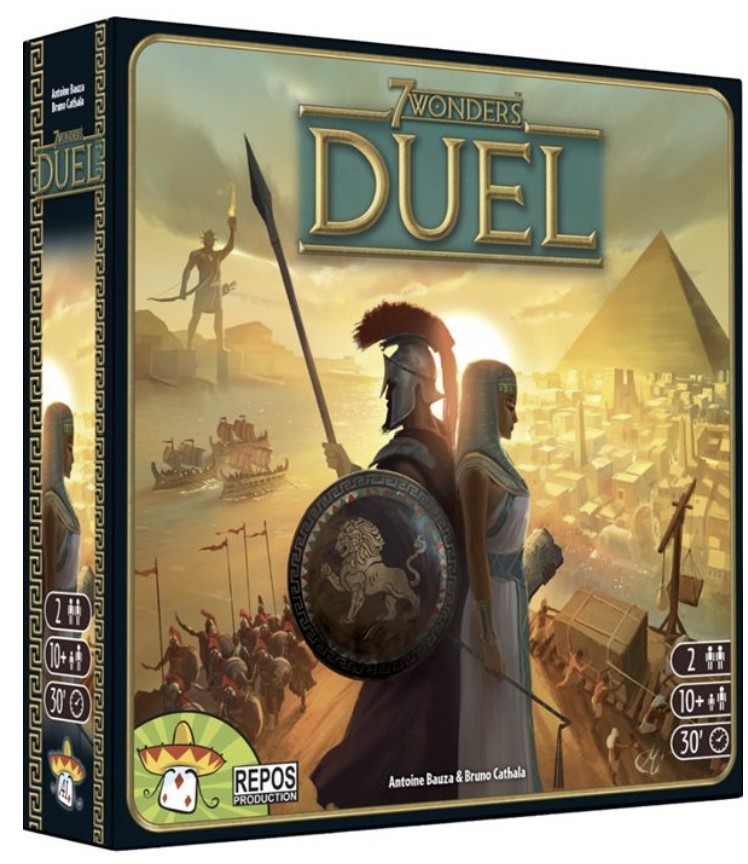 Antoine Bauza
Bruno Cathala
7 WONDERS
DUEL
2
10+
30'
7 WONDERS™
DUEL
2
10+
30'
Antoine Bauza & Bruno Cathala
REPOS
PRODUCTION